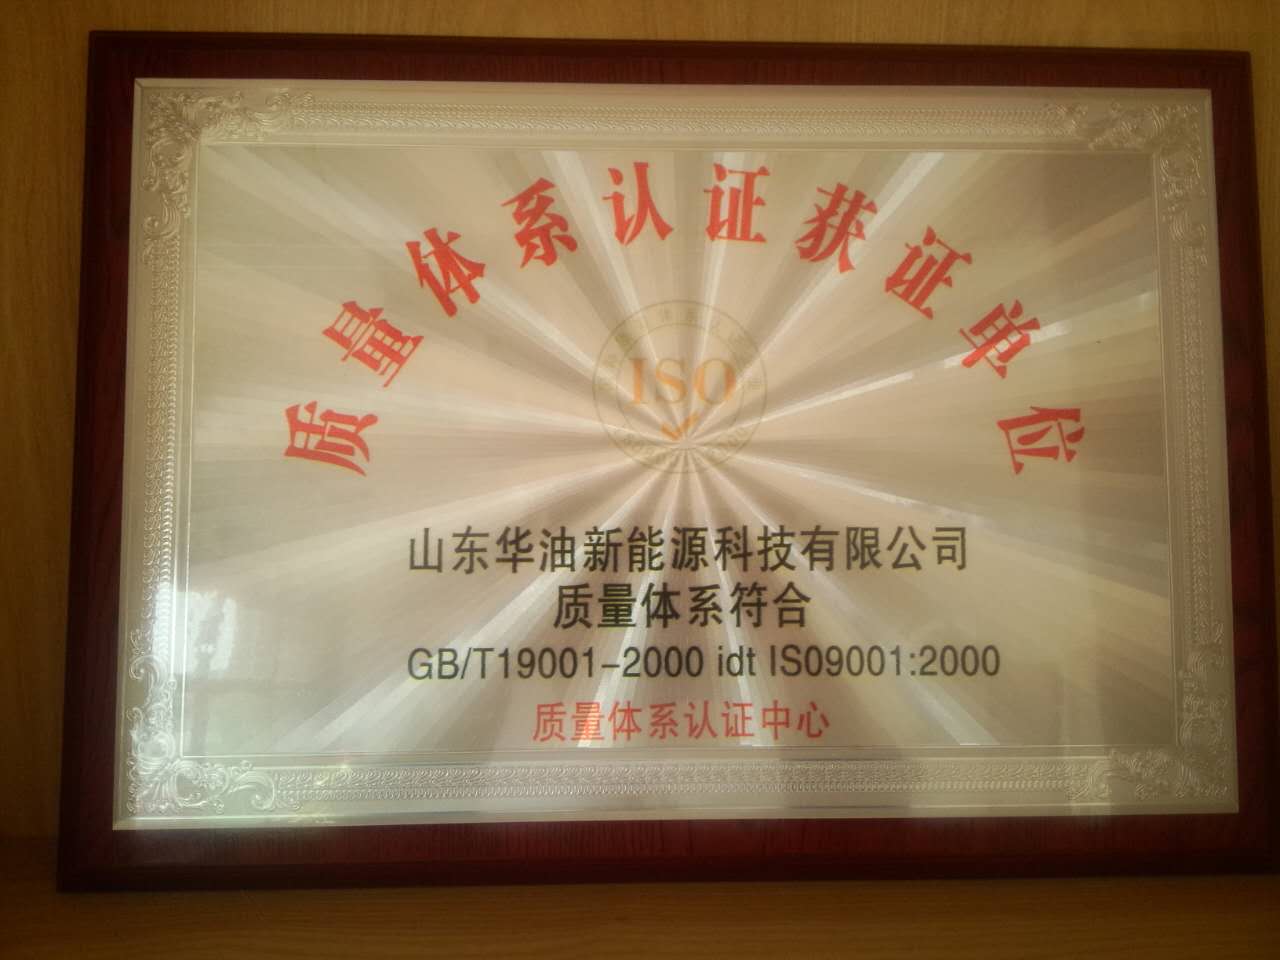 质量体系认证获证单位
ISO
山东华油新能源科技有限公司
质量体系符合
GB/T19001-2000 idt IS09001:2000
质量体系认证中心